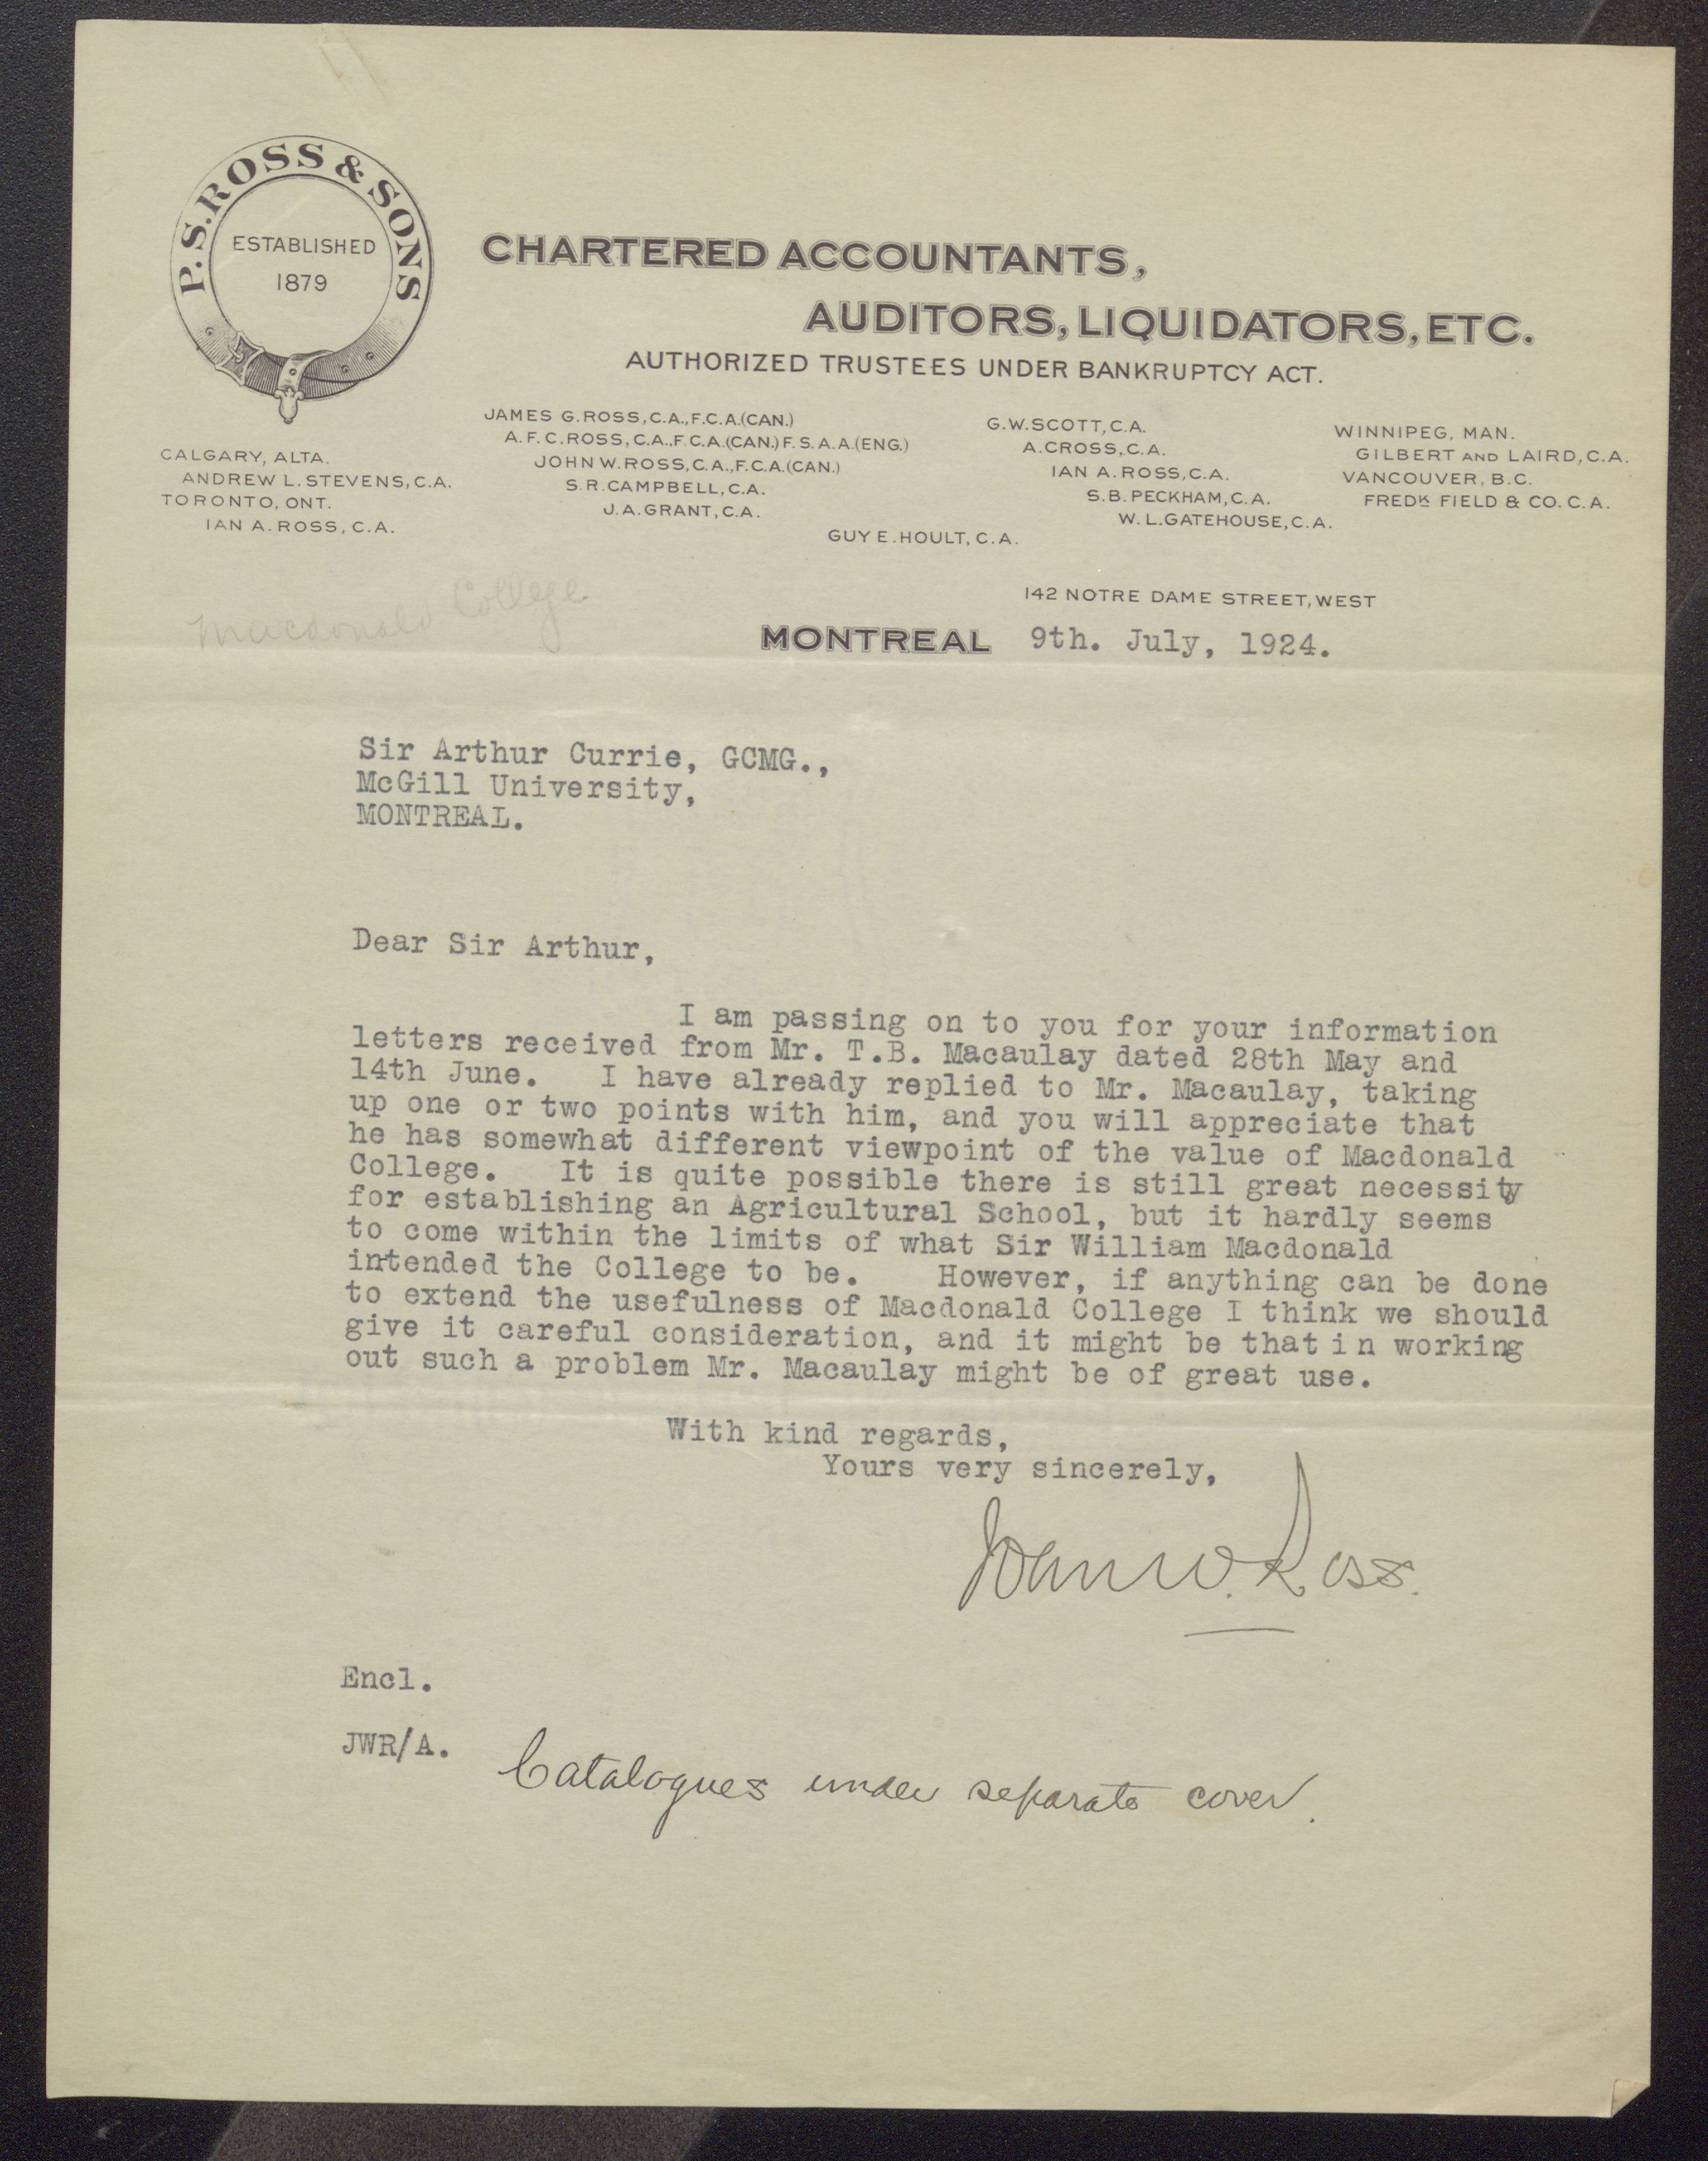 P.S. ROSS & SONS
ESTABLISHED
1879
CHARTERED ACCOUNTANTS,
AUDITORS, LIQUIDATORS, ETC.
AUTHORIZED TRUSTEES UNDER BANKRUPTCY ACT.
CALGARY, ALTA.
ANDREW L. STEVENS, C.A.
TORONTO, ONT.
IAN A. ROSS, C.A.
JAMES G. ROSS, C.A., F.C.A. (CAN.)
A. F. C. ROSS, C.A., F.C.A. (CAN.) F.S.A.A. (ENG.)
JOHN W. ROSS, C.A., F.C.A. (CAN.)
S.R. CAMPBELL, C.A.
J. A. GRANT, C.A.
GUY E. HOULT, C.A.
G.W. SCOTT, C.A.
A. CROSS, C.A.
IAN A. ROSS, C.A.
S. B. PECKHAM, C.A.
W. L. GATEHOUSE, C.A.
WINNIPEG, MAN.
GILBERT AND LAIRD, C.A.
VANCOUVER, B.C.
FREDK FIELD & CO. C.A.
Macdonald College
142 NOTRE DAME STREET, WEST
MONTREAL 9th. July, 1924.
Sir Arthur Currie, GCMG.,
McGill University,
MONTREAL.
Dear Sir Arthur,
I am passing on to you for your information
letters received from Mr. T.B. Macaulay dated 28th May and
14th June. I have already replied to Mr. Macaulay, taking
up one or two points with him, and you will appreciate that
he has somewhat different viewpoint of the value of Macdonald
College. It is quite possible there is still great necessity
for establishing an Agricultural School, but it hardly seems
to come within the limits of what Sir William Macdonald
intended the College to be. However, if anything can be done
to extend the usefulness of Macdonald College I think we should
give it careful consideration, and it might be that in working
out such a problem Mr. Macaulay might be of great use.
With kind regards,
Yours very sincerely,
John W. Ross.
Encl.
JWR/A.
Catalogues under separate cover.